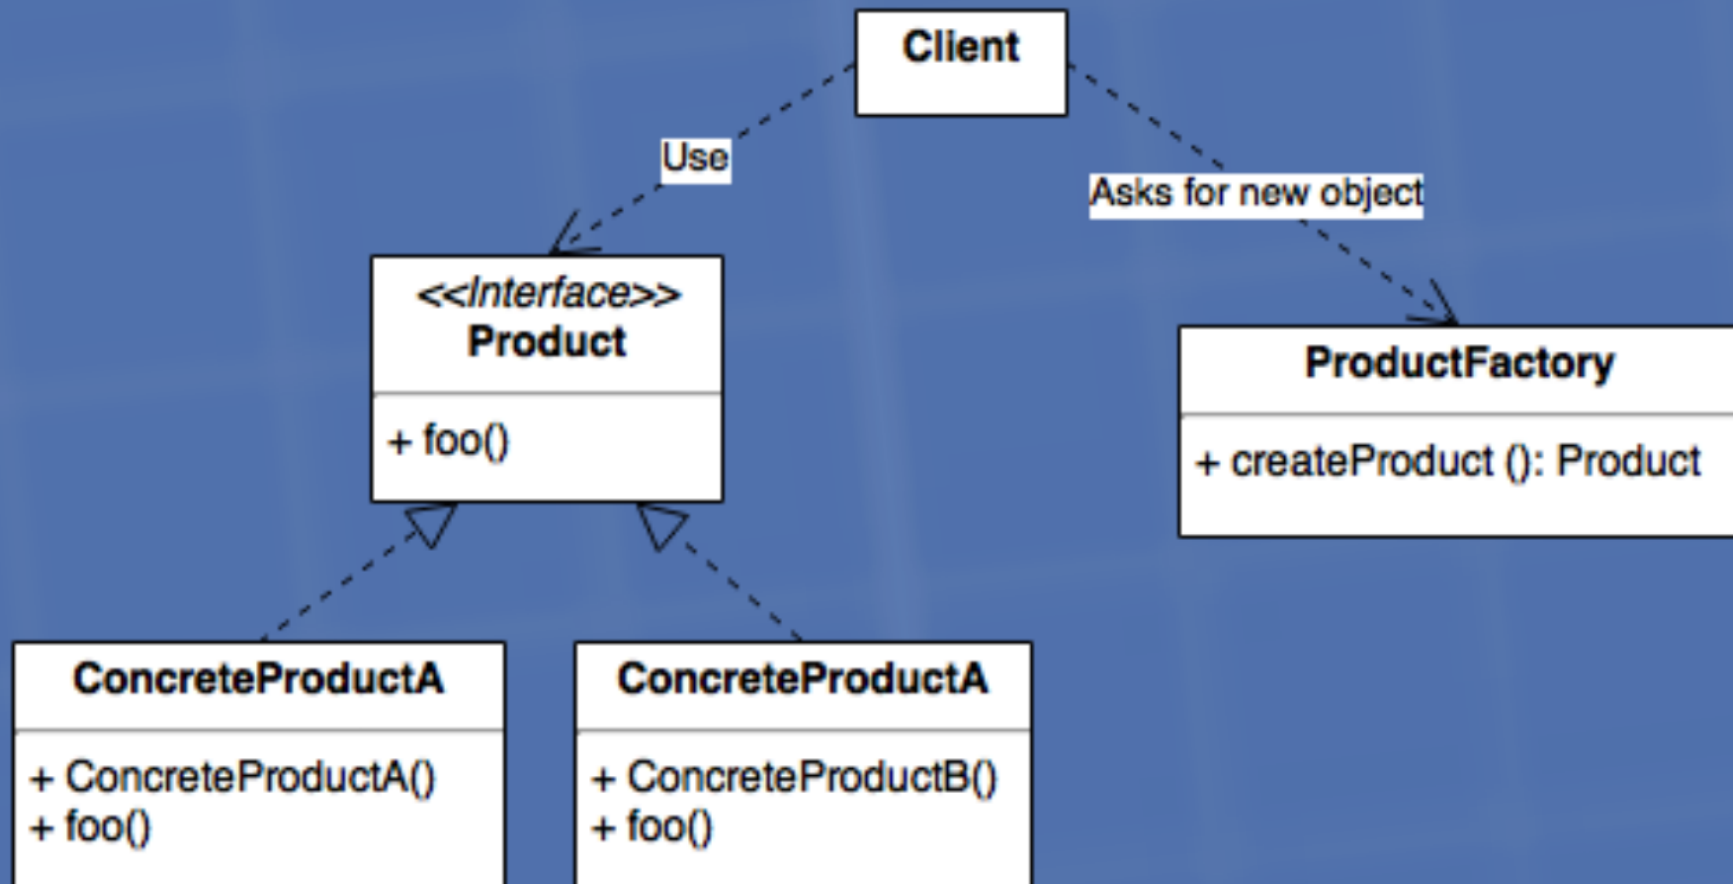 Client
Use
Asks for new object
<<Interface>>
Product
+ foo()
ProductFactory
+ createProduct (): Product
ConcreteProductA
+ ConcreteProductA()
+ foo()
ConcreteProductA
+ ConcreteProductB()
+ foo()